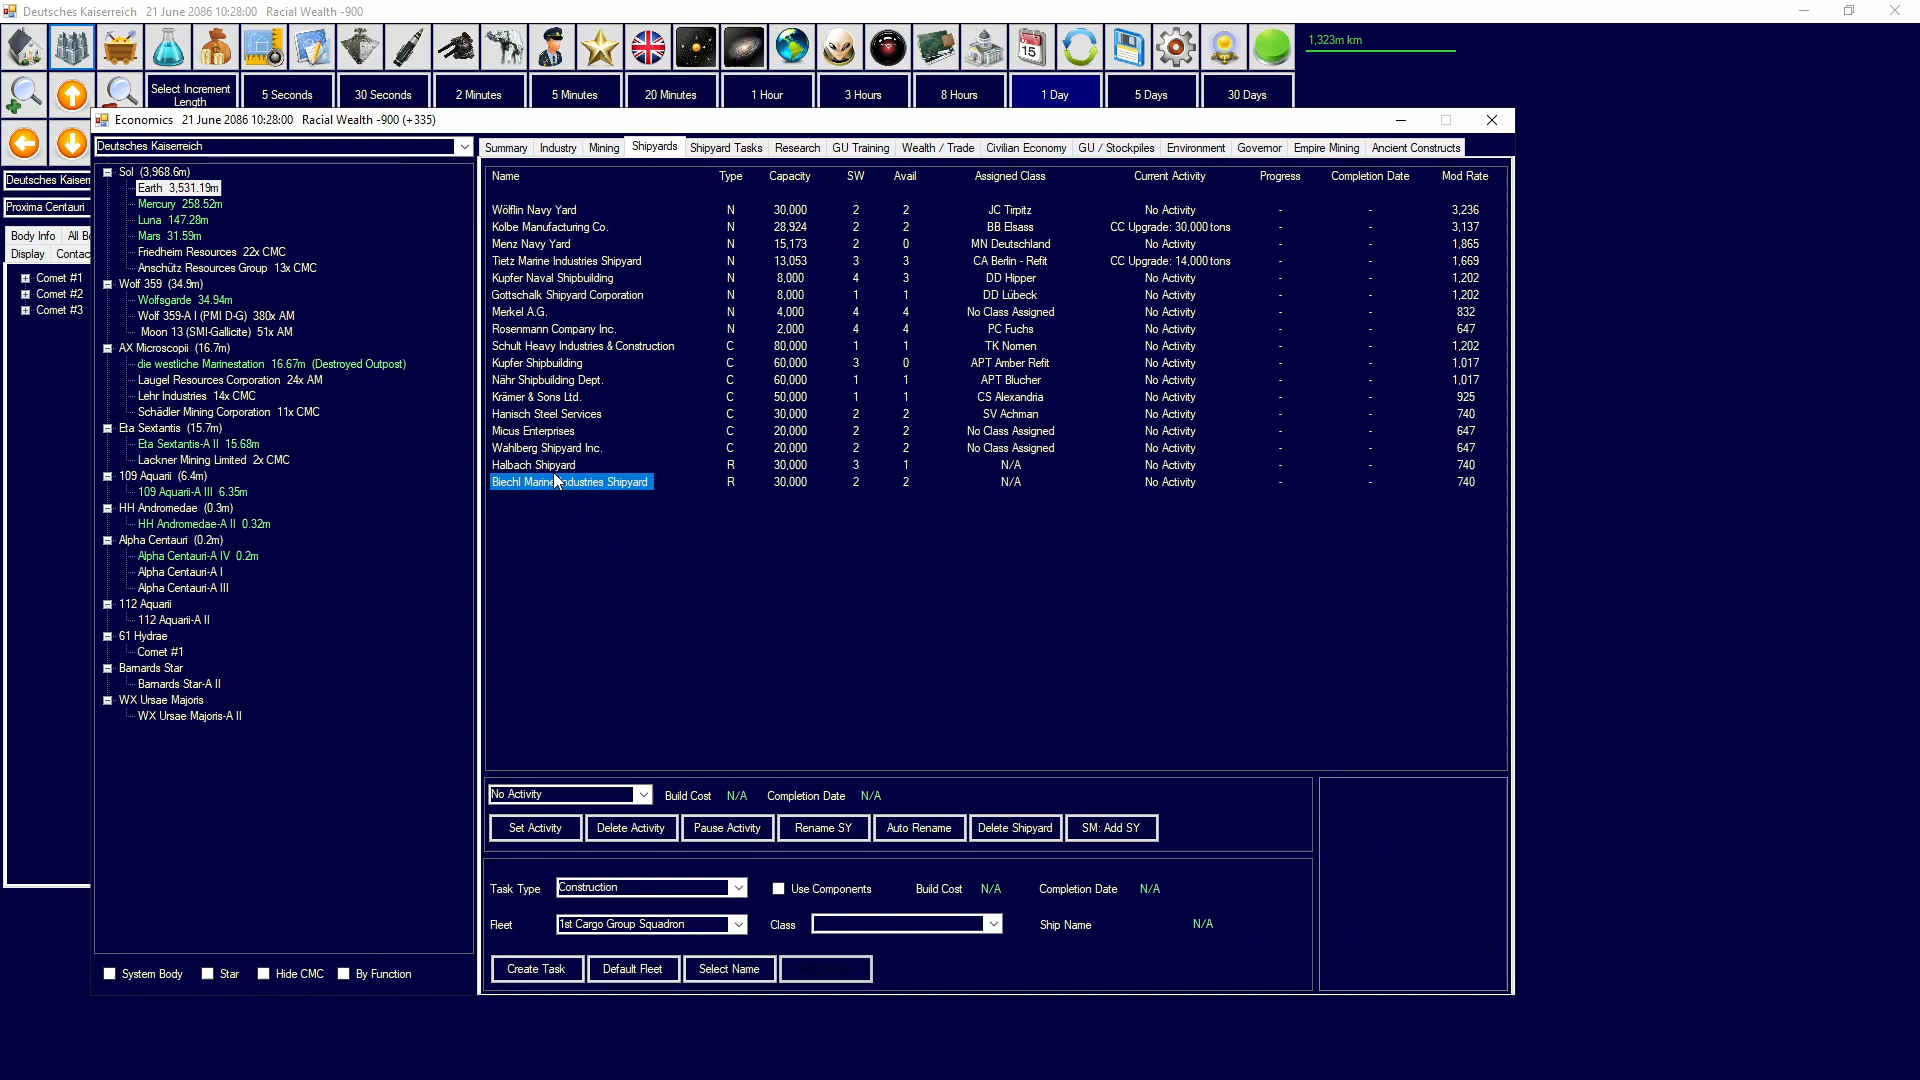 Deutsches Kaiserreich   21 June 2086 10:28:00   Racial Wealth -900
15
1,323m km
Select Increment Length
5 Seconds
30 Seconds
2 Minutes
5 Minutes
20 Minutes
1 Hour
3 Hours
8 Hours
1 Day
5 Days
30 Days
Economics   21 June 2086 10:28:00   Racial Wealth -900 (+335)
Deutsches Kaisern
Proxima Centauri
Body Info   All Bo
Display   Contac
Comet #1
Comet #2
Comet #3
Deutsches Kaiserreich
Sol  (3,968.6m)
Earth  3,531.19m
Mercury  258.52m
Luna  147.28m
Mars  31.59m
Friedheim Resources  22x CMC
Anschütz Resources Group  13x CMC
Wolf 359  (34.9m)
Wolfsgarde  34.94m
Wolf 359-A I (PMI D-G)  380x AM
Moon 13 (SMI-Gallicite)  51x AM
AX Microscopii  (16.7m)
die westliche Marinestation  16.67m  (Destroyed Outpost)
Laugel Resources Corporation  24x AM
Lehr Industries  14x CMC
Schädler Mining Corporation  11x CMC
Eta Sextantis  (15.7m)
Eta Sextantis-A II  15.68m
Lackner Mining Limited  2x CMC
109 Aquarii  (6.4m)
109 Aquarii-A III  6.35m
HH Andromedae  (0.3m)
HH Andromedae-A II  0.32m
Alpha Centauri  (0.2m)
Alpha Centauri-A IV  0.2m
Alpha Centauri-A I
Alpha Centauri-A III
112 Aquarii
112 Aquarii-A II
61 Hydrae
Comet #1
Barnards Star
Barnards Star-A II
WX Ursae Majoris
WX Ursae Majoris-A II
System Body   Star   Hide CMC   By Function
Summary   Industry   Mining   Shipyards   Shipyard Tasks   Research   GU Training   Wealth / Trade   Civilian Economy   GU / Stockpiles   Environment   Governor   Empire Mining   Ancient Constructs
Name   Type   Capacity   SW   Avail   Assigned Class   Current Activity   Progress   Completion Date   Mod Rate
Wölflin Navy Yard   N   30,000   2   2   JC Tirpitz   No Activity   -   -   3,236
Kolbe Manufacturing Co.   N   28,924   2   2   BB Elsass   CC Upgrade: 30,000 tons   -   -   3,137
Menz Navy Yard   N   15,173   2   0   MN Deutschland   No Activity   -   -   1,865
Tietz Marine Industries Shipyard   N   13,053   3   3   CA Berlin - Refit   CC Upgrade: 14,000 tons   -   -   1,669
Kupfer Naval Shipbuilding   N   8,000   4   3   DD Hipper   No Activity   -   -   1,202
Gottschalk Shipyard Corporation   N   8,000   1   1   DD Lübeck   No Activity   -   -   1,202
Merkel A.G.   N   4,000   4   4   No Class Assigned   No Activity   -   -   832
Rosenmann Company Inc.   N   2,000   4   4   PC Fuchs   No Activity   -   -   647
Schult Heavy Industries & Construction   C   80,000   1   1   TK Nomen   No Activity   -   -   1,202
Kupfer Shipbuilding   C   60,000   3   0   APT Amber Refit   No Activity   -   -   1,017
Nähr Shipbuilding Dept.   C   60,000   1   1   APT Blucher   No Activity   -   -   1,017
Krämer & Sons Ltd.   C   50,000   1   1   CS Alexandria   No Activity   -   -   925
Hanisch Steel Services   C   30,000   2   2   SV Achman   No Activity   -   -   740
Micus Enterprises   C   20,000   2   2   No Class Assigned   No Activity   -   -   647
Wahlberg Shipyard Inc.   C   20,000   2   2   No Class Assigned   No Activity   -   -   647
Halbach Shipyard   R   30,000   3   1   N/A   No Activity   -   -   740
Biechl Marine Industries Shipyard   R   30,000   2   2   N/A   No Activity   -   -   740
No Activity   Build Cost   N/A   Completion Date   N/A
Set Activity   Delete Activity   Pause Activity   Rename SY   Auto Rename   Delete Shipyard   SM: Add SY
Task Type   Construction   Use Components   Build Cost   N/A   Completion Date   N/A
Fleet   1st Cargo Group Squadron   Class   Ship Name   N/A
Create Task   Default Fleet   Select Name